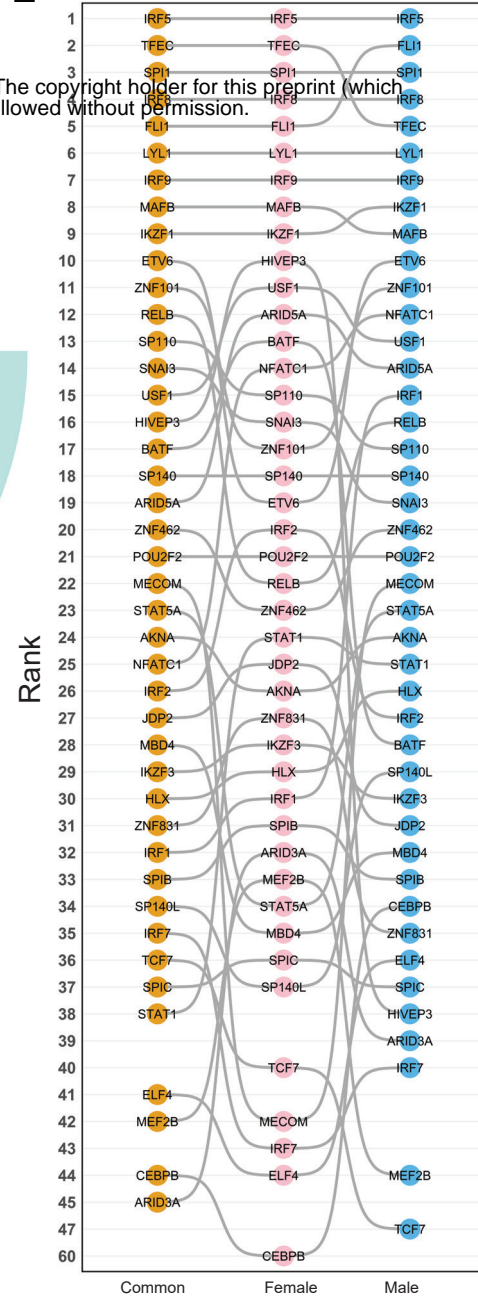 1 IRF5 IRF5 IRF5
2 TFEC TFEC FLI1
3 SPI1 SPI1 SPI1
The copyright holder for this preprint (which
4 IRF8 IRF8 IRF8
llowed without permission.
5 FLI1 FLI1 TFEC
6 LYL1 LYL1 LYL1
7 IRF9 IRF9 IRF9
8 MAFB MAFB IKZF1
9 IKZF1 IKZF1 MAFB
10 ETV6 HIVEP3 ETV6
11 ZNF101 USF1 ZNF101
12 RELB ARID5A NFATC1
13 SP110 BATF USF1
14 SNAI3 NFATC1 ARID5A
15 USF1 SP110 IRF1
16 HIVEP3 SNAI3 RELB
17 BATF ZNF101 SP110
18 SP140 SP140 SP140
19 ARID5A ETV6 SNAI3
20 ZNF462 IRF2 ZNF462
21 POU2F2 POU2F2 POU2F2
22 MECOM RELB MECOM
23 STAT5A ZNF462 STAT5A
24 AKNA STAT1 AKNA
25 NFATC1 JDP2 STAT1
26 IRF2 AKNA HLX
27 JDP2 ZNF831 IRF2
28 MBD4 IKZF3 BATF
29 IKZF3 HLX SP140L
30 HLX IRF1 IKZF3
31 ZNF831 SPIB JDP2
32 IRF1 ARID3A MBD4
33 SPIB MEF2B SPIB
34 SP140L STAT5A CEBPB
35 IRF7 MBD4 ZNF831
36 TCF7 SPIC ELF4
37 SPIC SP140L SPIC
38 STAT1 HIVEP3
39 ARID3A
40 TCF7 IRF7
41 ELF4
42 MEF2B MECOM
43 IRF7
44 CEBPB ELF4 MEF2B
45 ARID3A
47 TCF7
60 CEBPB
Rank
Common Female Male